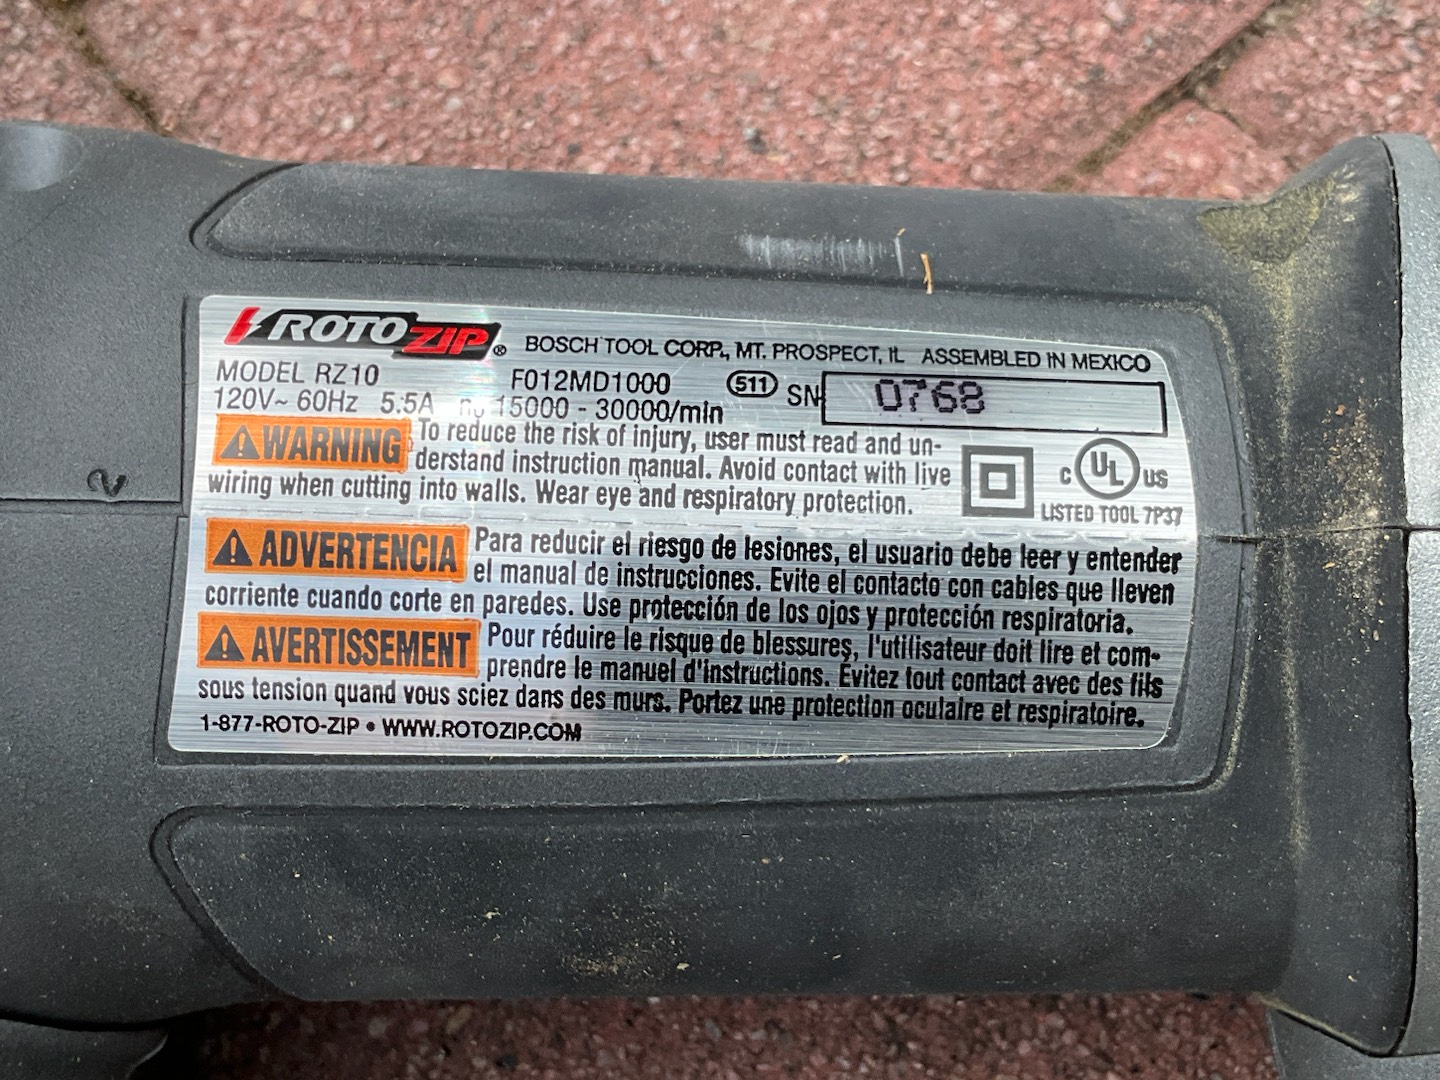 ROTOZIP® BOSCH TOOL CORP., MT. PROSPECT, IL ASSEMBLED IN MEXICO
MODEL RZ10 F012MD1000 511 SN 0768
120V~ 60Hz 5.5A n₀ 15000 - 30000/min
WARNING To reduce the risk of injury, user must read and un-
derstand instruction manual. Avoid contact with live
wiring when cutting into walls. Wear eye and respiratory protection.
C UL US
LISTED TOOL 7P37
ADVERTENCIA Para reducir el riesgo de lesiones, el usuario debe leer y entender
el manual de instrucciones. Evite el contacto con cables que lleven
corriente cuando corte en paredes. Use protección de los ojos y protección respiratoria.
AVERTISSEMENT Pour réduire le risque de blessures, l'utilisateur doit lire et com-
prendre le manuel d'instructions. Évitez tout contact avec des fils
sous tension quand vous sciez dans des murs. Portez une protection oculaire et respiratoire.
1-877-ROTO-ZIP • WWW.ROTOZIP.COM
2